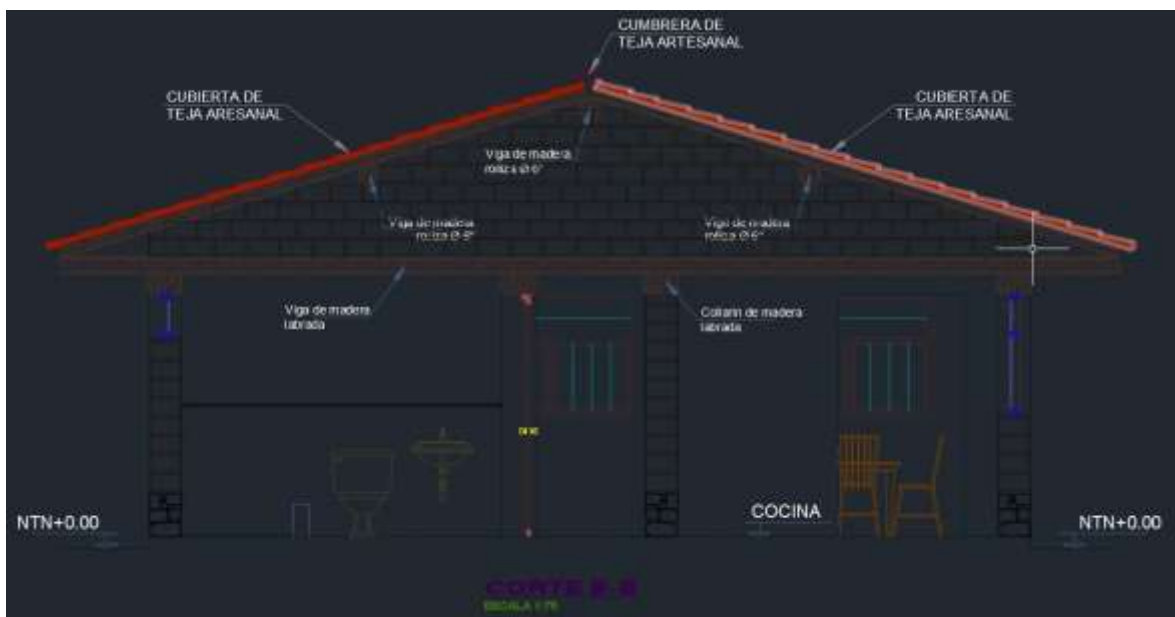 CUMBRERA DE
TEJA ARTESANAL
CUBIERTA DE
TEJA ARESANAL
CUBIERTA DE
TEJA ARESANAL
Viga de madera
rolliza Ø 6"
Viga de madera
rolliza Ø 6"
Viga de madera
rolliza Ø 6"
Viga de madera
labrada
Collarin de madera
labrada
COCINA
NTN+0.00
NTN+0.00
CORTE
ESCALA